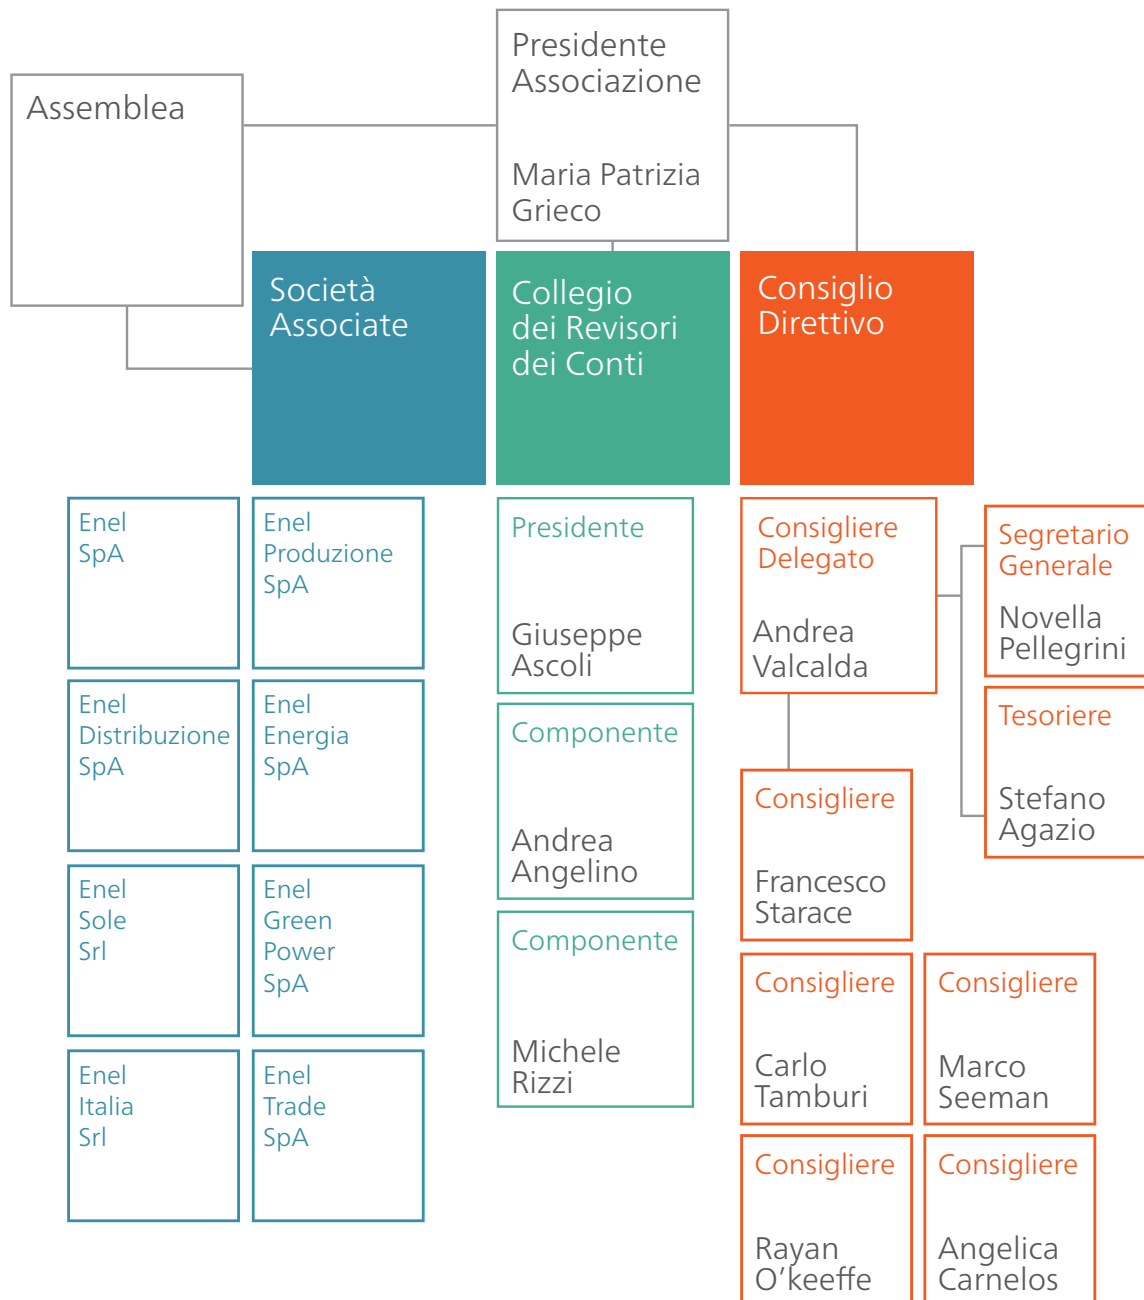 Presidente
Associazione
Maria Patrizia
Grieco
Assemblea
Società
Associate
Collegio
dei Revisori
dei Conti
Consiglio
Direttivo
Enel
SpA
Enel
Produzione
SpA
Enel
Distribuzione
SpA
Enel
Energia
SpA
Enel
Sole
Srl
Enel
Green
Power
SpA
Enel
Italia
Srl
Enel
Trade
SpA
Presidente
Giuseppe
Ascoli
Componente
Andrea
Angelino
Componente
Michele
Rizzi
Consigliere
Delegato
Andrea
Valcalda
Segretario
Generale
Novella
Pellegrini
Tesoriere
Stefano
Agazio
Consigliere
Francesco
Starace
Consigliere
Carlo
Tamburi
Consigliere
Marco
Seeman
Consigliere
Rayan
O’keeffe
Consigliere
Angelica
Carnelos